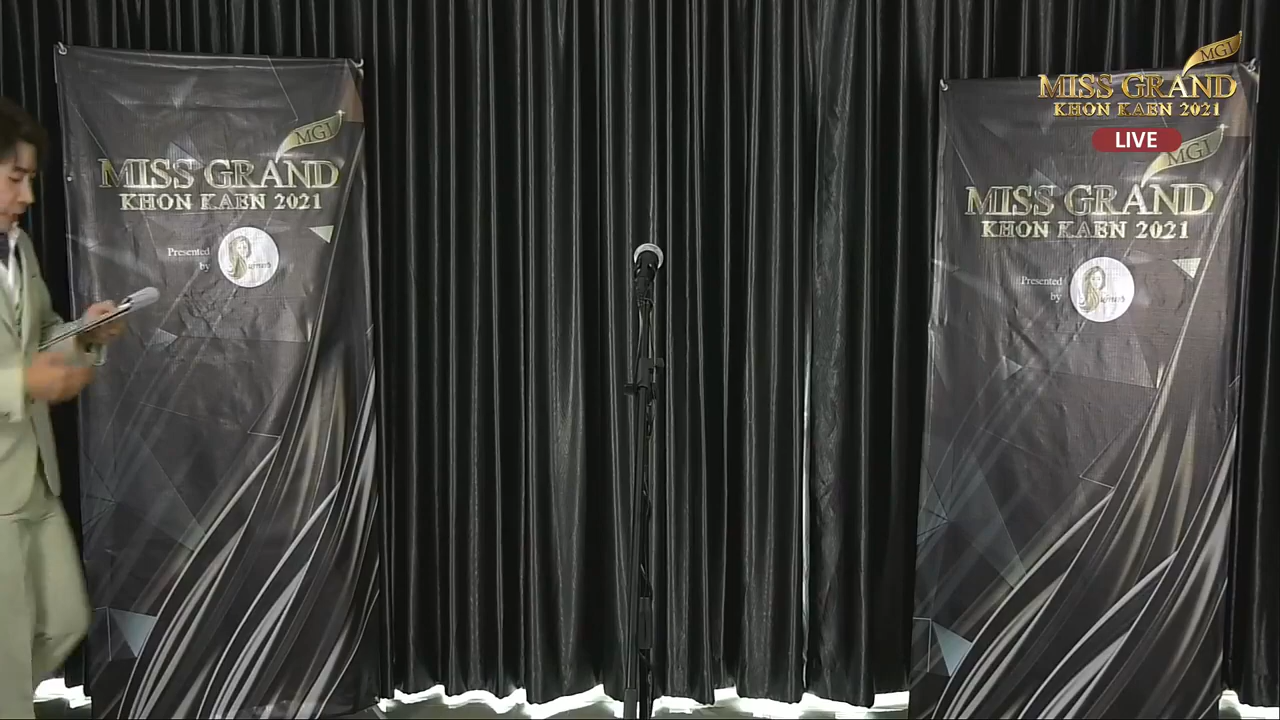 MGI
MISS GRAND
KHON KAEN 2021
Presented
by
MGI
MISS GRAND
KHON KAEN 2021
LIVE
MGI
MISS GRAND
KHON KAEN 2021
Presented
by